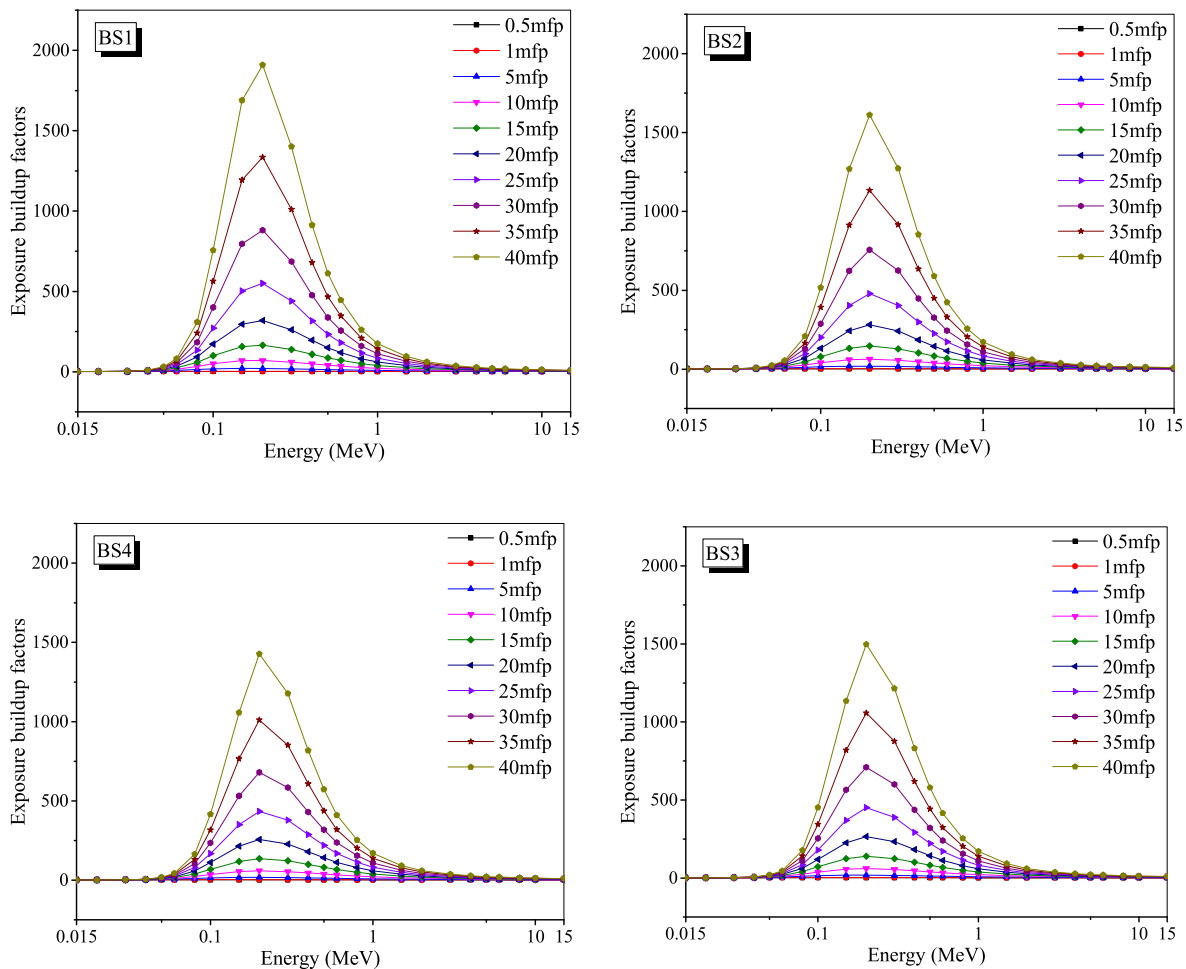 BS1
Exposure buildup factors
2000
1500
1000
500
0
0.015
0.1
1
10
15
Energy (MeV)
0.5mfp
1mfp
5mfp
10mfp
15mfp
20mfp
25mfp
30mfp
35mfp
40mfp
BS2
Exposure buildup factors
2000
1500
1000
500
0
0.015
0.1
1
10
15
Energy (MeV)
0.5mfp
1mfp
5mfp
10mfp
15mfp
20mfp
25mfp
30mfp
35mfp
40mfp
BS4
Exposure buildup factors
2000
1500
1000
500
0
0.015
0.1
1
10
15
Energy (MeV)
0.5mfp
1mfp
5mfp
10mfp
15mfp
20mfp
25mfp
30mfp
35mfp
40mfp
BS3
Exposure buildup factors
2000
1500
1000
500
0
0.015
0.1
1
10
15
Energy (MeV)
0.5mfp
1mfp
5mfp
10mfp
15mfp
20mfp
25mfp
30mfp
35mfp
40mfp